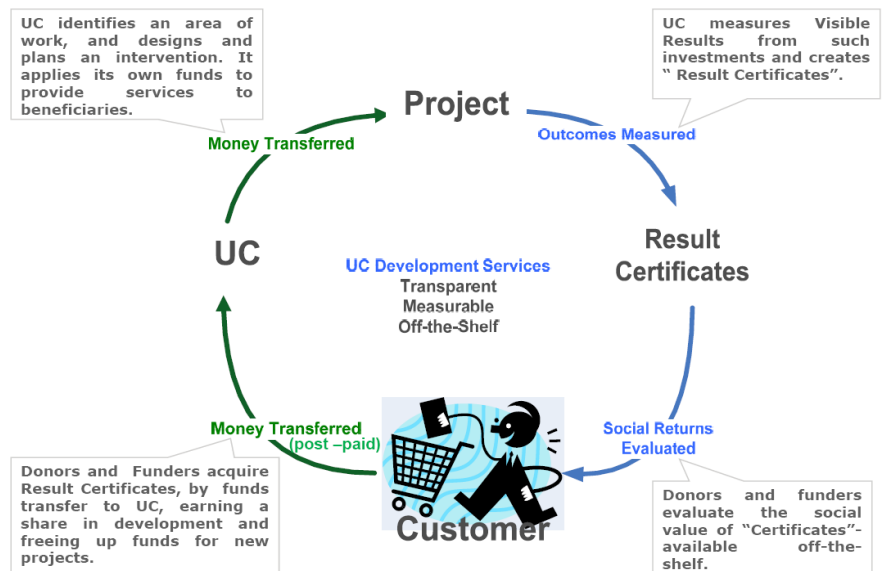 UC identifies an area of
work, and designs and
plans an intervention. It
applies its own funds to
provide services to
beneficiaries.
UC measures Visible
Results from such
investments and creates
“ Result Certificates”.
Project
Money Transferred
Outcomes Measured
UC
Result
Certificates
UC Development Services
Transparent
Measurable
Off-the-Shelf
Money Transferred
(post –paid)
Social Returns
Evaluated
Customer
Donors and Funders acquire
Result Certificates, by funds
transfer to UC, earning a
share in development and
freeing up funds for new
projects.
Donors and funders
evaluate the social
value of “Certificates”-
available off-the-
shelf.